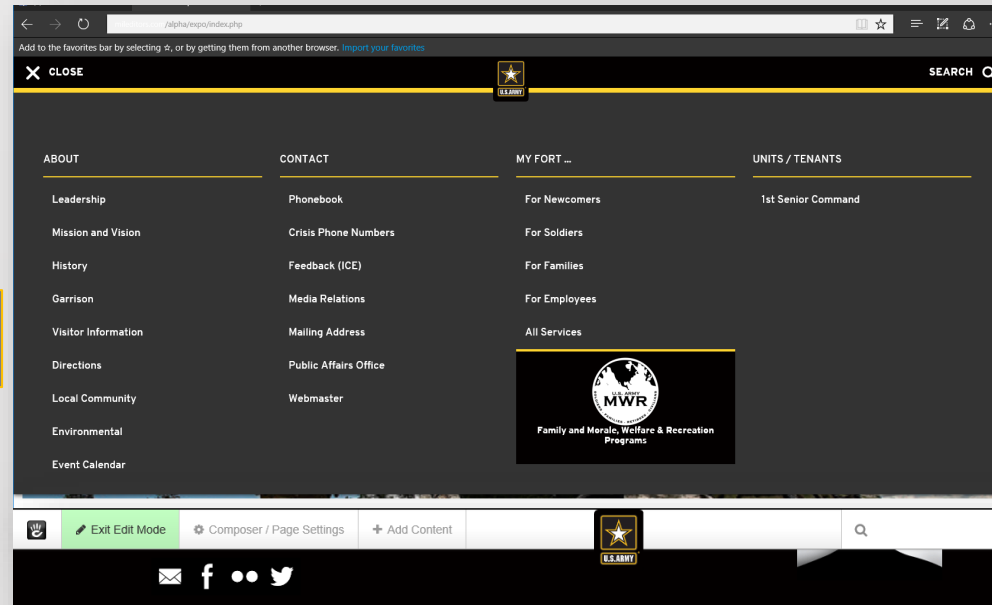 /alpha/expo/index.php
Add to the favorites bar by selecting ☆, or by getting them from another browser. Import your favorites
CLOSE
U.S.ARMY
SEARCH
ABOUT
Leadership
Mission and Vision
History
Garrison
Visitor Information
Directions
Local Community
Environmental
Event Calendar
CONTACT
Phonebook
Crisis Phone Numbers
Feedback (ICE)
Media Relations
Mailing Address
Public Affairs Office
Webmaster
MY FORT ...
For Newcomers
For Soldiers
For Families
For Employees
All Services
U.S. ARMY
MWR
Family and Morale, Welfare & Recreation
Programs
UNITS / TENANTS
1st Senior Command
Exit Edit Mode
Composer / Page Settings
+ Add Content
U.S.ARMY